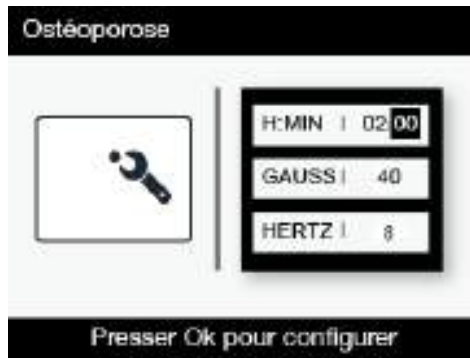 Ostéoporose
H:MIN | 02:00
GAUSS | 40
HERTZ | 8
Presser Ok pour configurer